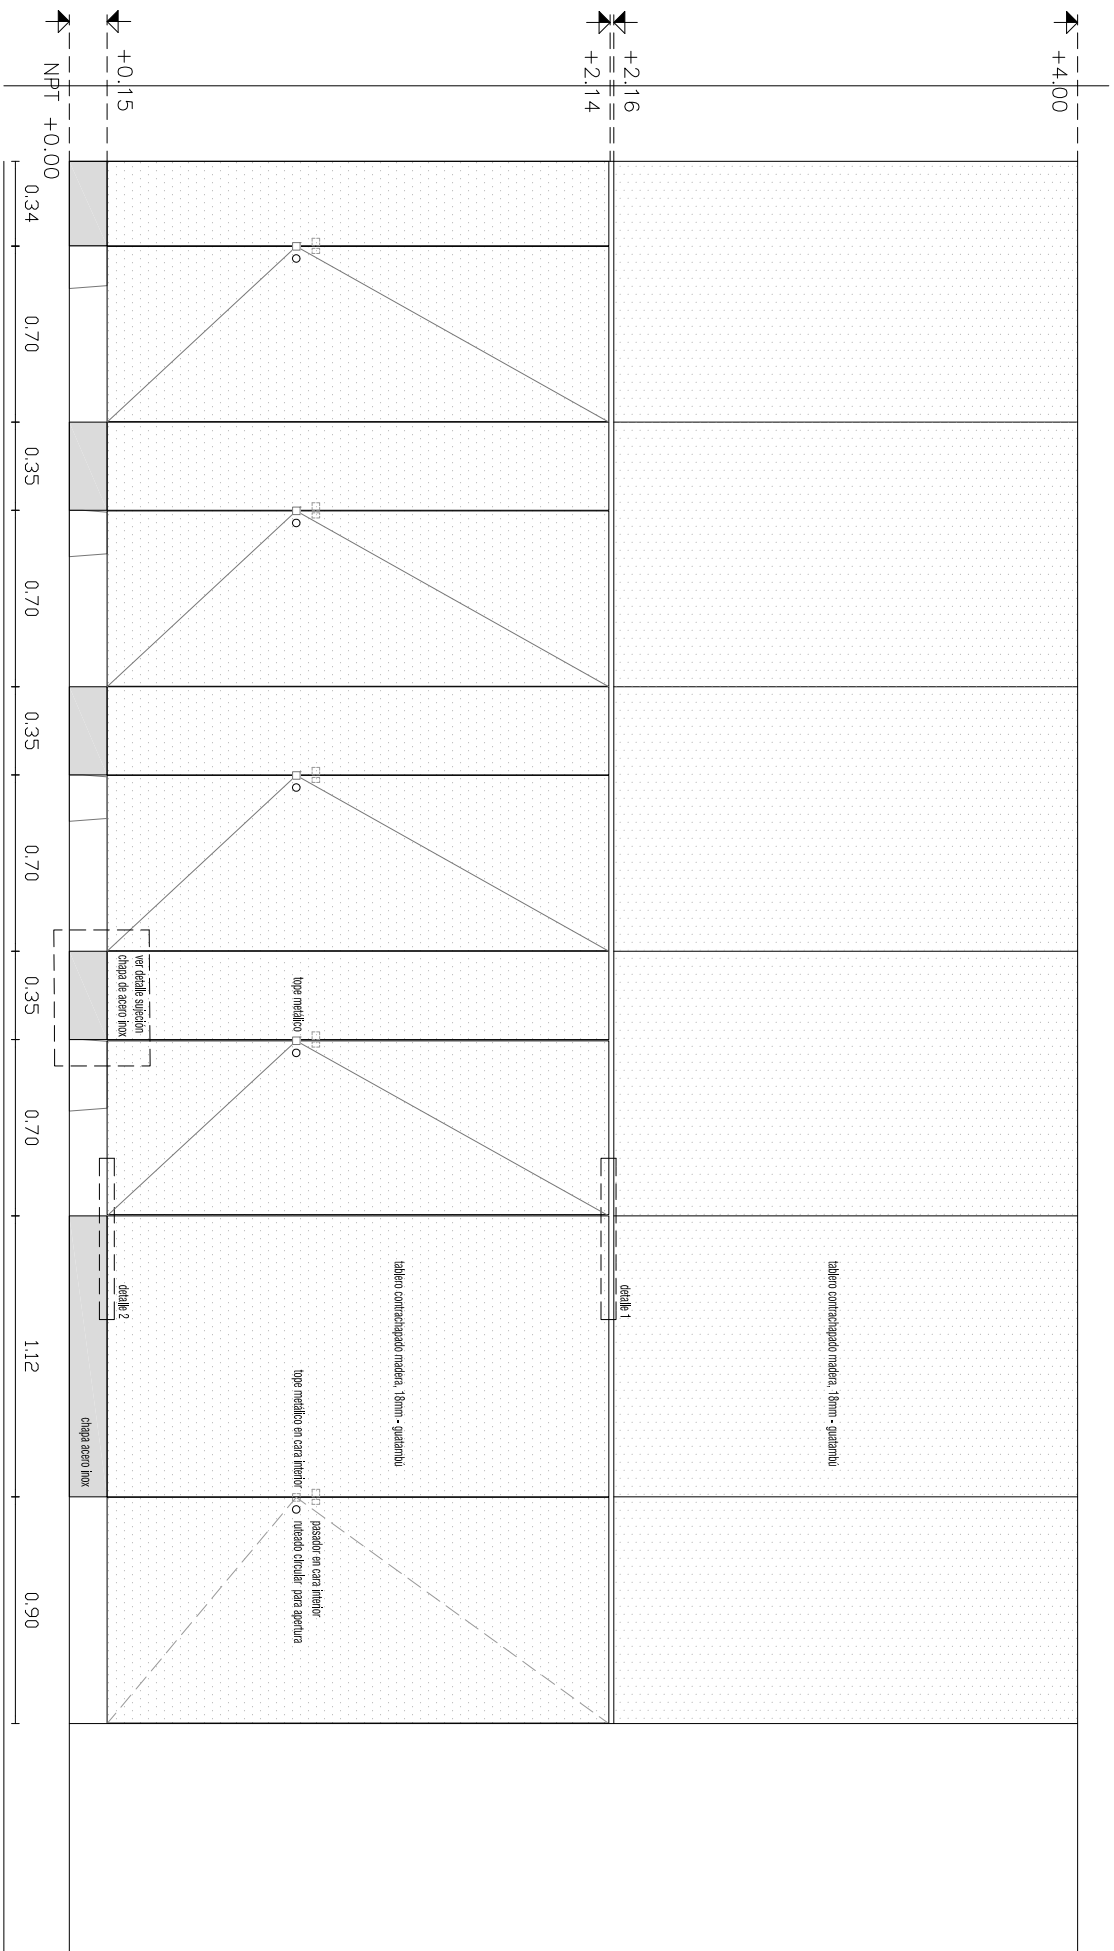 +4.00
+2.16
+2.14
+0.15
NPT +0.00
0,34
0,70
0,35
0,70
0,35
0,70
0,35
0,70
1,12
0,90
tablero contrachapado madera, 18mm - guatambú
tablero contrachapado madera, 18mm - guatambú
detalle 1
tope metálico
tope metálico en cara interior
pasador en cara interior
ruteado circular para apertura
ver detalle sujeción
chapa de acero inox
detalle 2
chapa acero inox